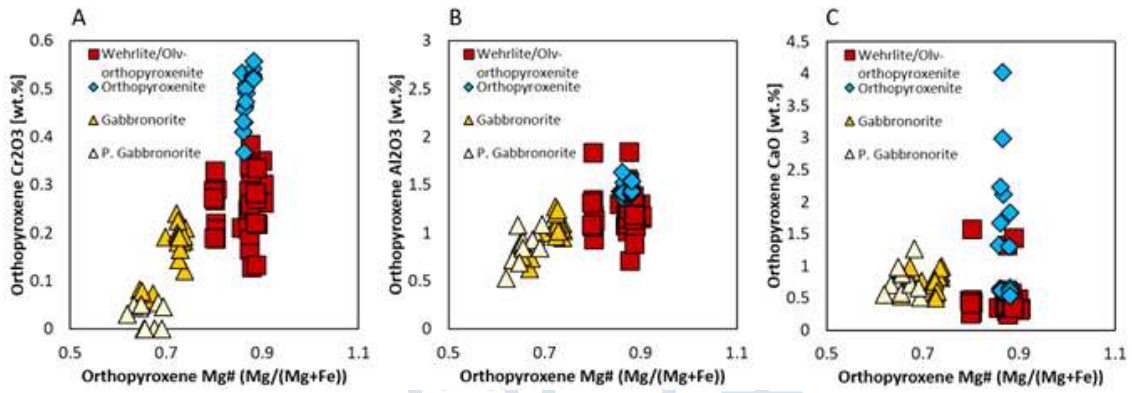 A
Orthopyroxene Cr2O3 [wt.%]
0.6
0.5
0.4
0.3
0.2
0.1
0
Wehrlite/Olv-
orthopyroxenite
Orthopyroxenite
Gabbronorite
P. Gabbronorite
0.5
0.7
0.9
1.1
Orthopyroxene Mg# (Mg/(Mg+Fe))
B
Orthopyroxene Al2O3 [wt.%]
3
2.5
2
1.5
1
0.5
0
Wehrlite/Olv-
orthopyroxenite
Orthopyroxenite
Gabbronorite
P. Gabbronorite
0.5
0.7
0.9
1.1
Orthopyroxene Mg# (Mg/(Mg+Fe))
C
Orthopyroxene CaO [wt.%]
4.5
4
3.5
3
2.5
2
1.5
1
0.5
0
Wehrlite/Olv-
orthopyroxenite
Orthopyroxenite
Gabbronorite
P. Gabbronorite
0.5
0.7
0.9
1.1
Orthopyroxene Mg# (Mg/(Mg+Fe))